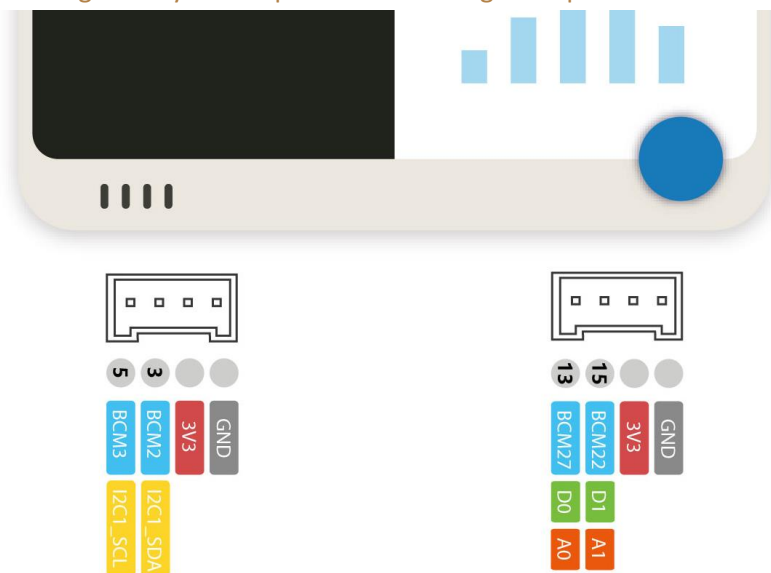 5 3
BCM3 BCM2 3V3 GND
I2C1_SCL I2C1_SDA
13 15
BCM27 BCM22 3V3 GND
D0 D1
A0 A1